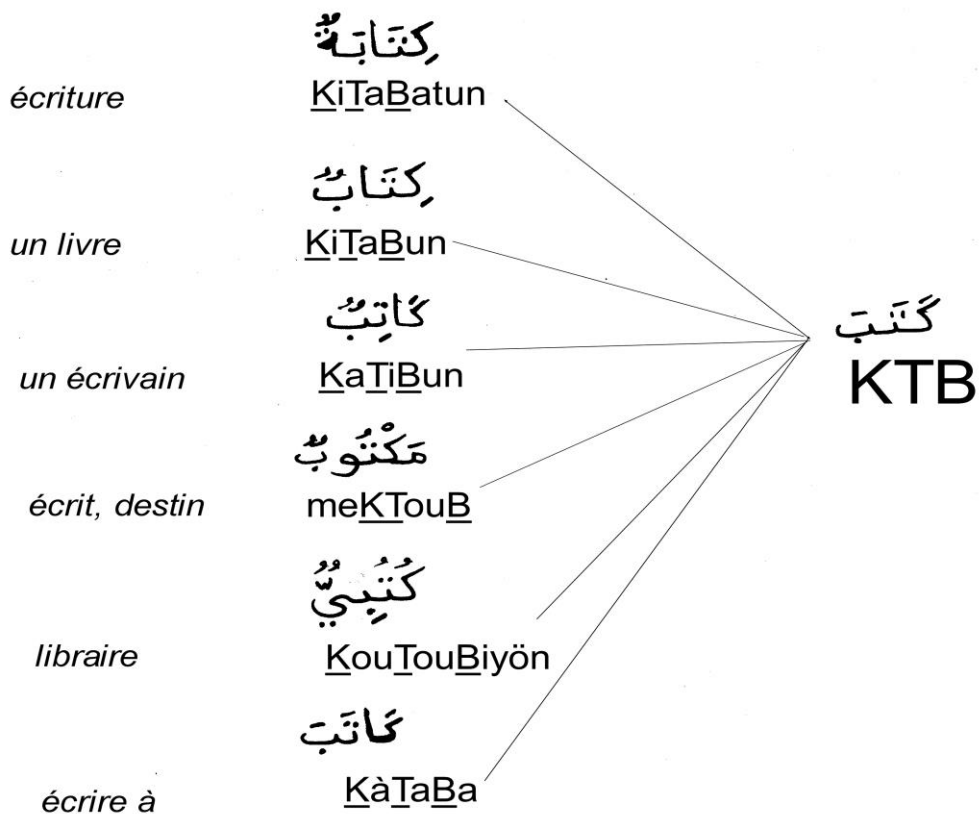 كِتَابَةٌ
écriture KiTaBatun
كِتَابٌ
un livre KiTaBun
كَاتِبٌ
un écrivain KaTiBun
كَتَبَ
KTB
مَكْتُوبٌ
écrit, destin meKTouB
كُتُبِيٌّ
libraire KouTouBiyön
كَاتَبَ
écrire à KàTaBa